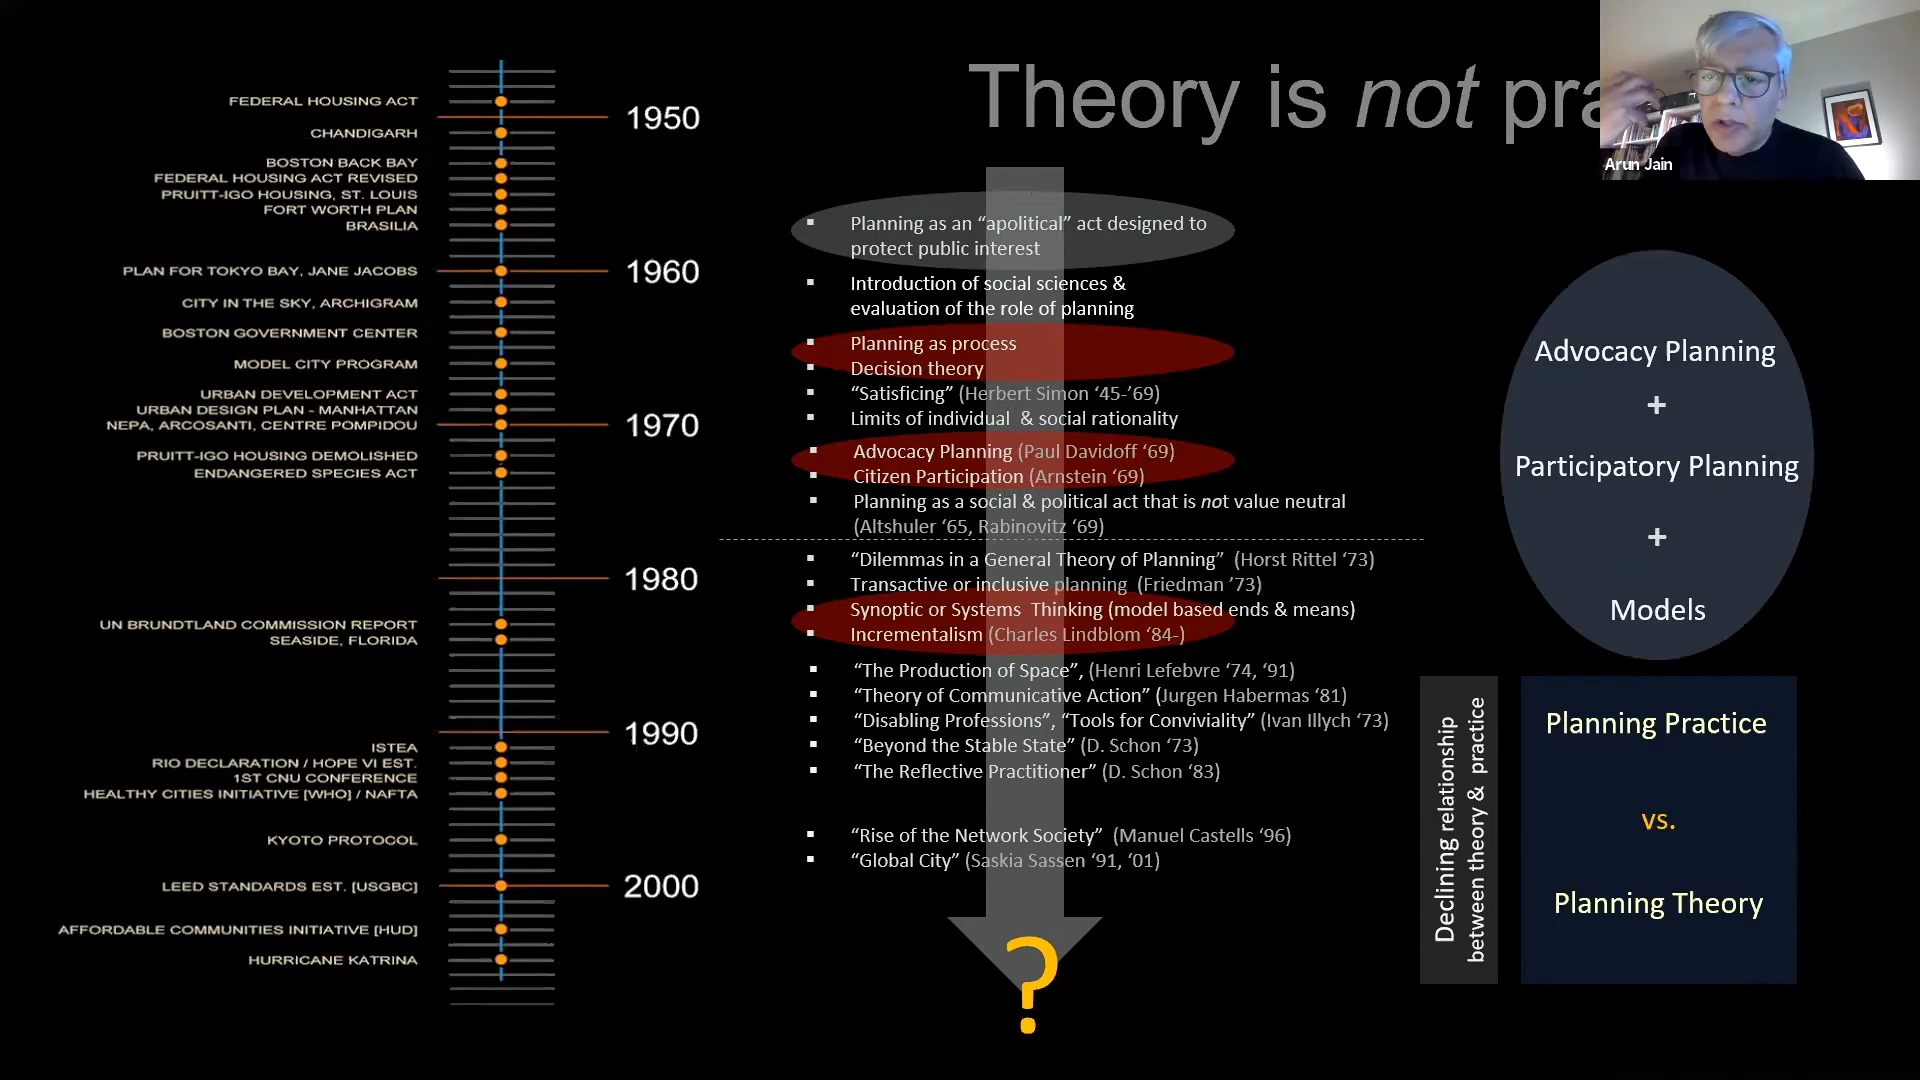 Theory is not pra
Arun Jain
FEDERAL HOUSING ACT
1950
CHANDIGARH
BOSTON BACK BAY
FEDERAL HOUSING ACT REVISED
PRUITT-IGO HOUSING, ST. LOUIS
FORT WORTH PLAN
BRASILIA
PLAN FOR TOKYO BAY, JANE JACOBS
1960
CITY IN THE SKY, ARCHIGRAM
BOSTON GOVERNMENT CENTER
MODEL CITY PROGRAM
URBAN DEVELOPMENT ACT
URBAN DESIGN PLAN - MANHATTAN
NEPA, ARCOSANTI, CENTRE POMPIDOU
1970
PRUITT-IGO HOUSING DEMOLISHED
ENDANGERED SPECIES ACT
1980
UN BRUNDTLAND COMMISSION REPORT
SEASIDE, FLORIDA
1990
ISTEA
RIO DECLARATION / HOPE VI EST.
1ST CNU CONFERENCE
HEALTHY CITIES INITIATIVE [WHO] / NAFTA
KYOTO PROTOCOL
LEED STANDARDS EST. [USGBC]
2000
AFFORDABLE COMMUNITIES INITIATIVE [HUD]
HURRICANE KATRINA
▪ Planning as an “apolitical” act designed to
protect public interest
▪ Introduction of social sciences &
evaluation of the role of planning
▪ Planning as process
▪ Decision theory
▪ “Satisficing” (Herbert Simon ‘45-’69)
▪ Limits of individual & social rationality
▪ Advocacy Planning (Paul Davidoff ‘69)
▪ Citizen Participation (Arnstein ‘69)
▪ Planning as a social & political act that is not value neutral
(Altshuler ‘65, Rabinovitz ‘69)
▪ “Dilemmas in a General Theory of Planning” (Horst Rittel ‘73)
▪ Transactive or inclusive planning (Friedman ’73)
▪ Synoptic or Systems Thinking (model based ends & means)
▪ Incrementalism (Charles Lindblom ‘84-)
▪ “The Production of Space”, (Henri Lefebvre ‘74, ‘91)
▪ “Theory of Communicative Action” (Jurgen Habermas ‘81)
▪ “Disabling Professions”, “Tools for Conviviality” (Ivan Illych ‘73)
▪ “Beyond the Stable State” (D. Schon ‘73)
▪ “The Reflective Practitioner” (D. Schon ‘83)
▪ “Rise of the Network Society” (Manuel Castells ‘96)
▪ “Global City” (Saskia Sassen ‘91, ‘01)
?
Advocacy Planning
+
Participatory Planning
+
Models
Declining relationship
between theory & practice
Planning Practice
vs.
Planning Theory